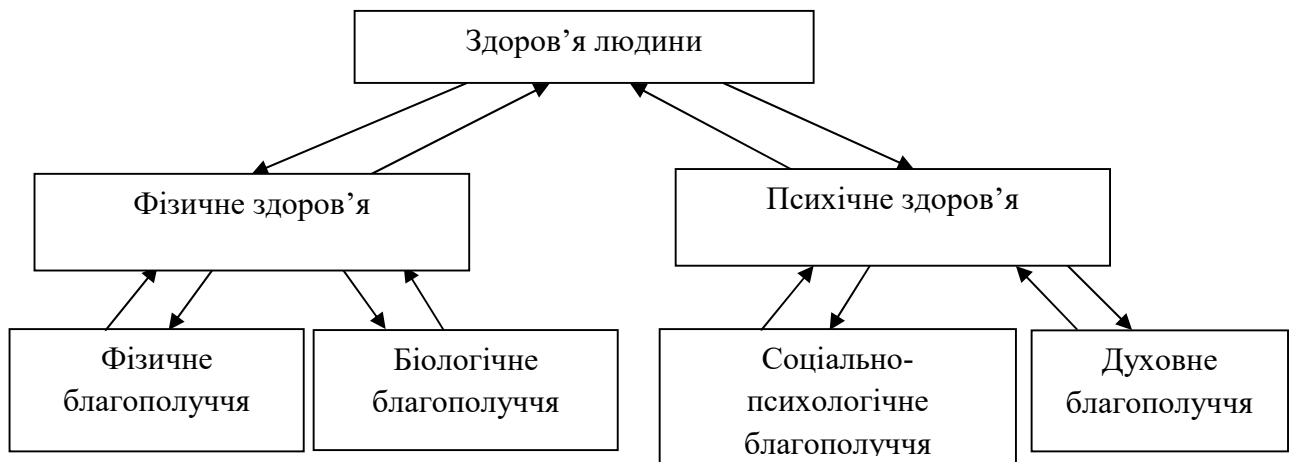 Здоров’я людини
Фізичне здоров’я
Психічне здоров’я
Фізичне
благополуччя
Біологічне
благополуччя
Соціально-
психологічне
благополуччя
Духовне
благополуччя